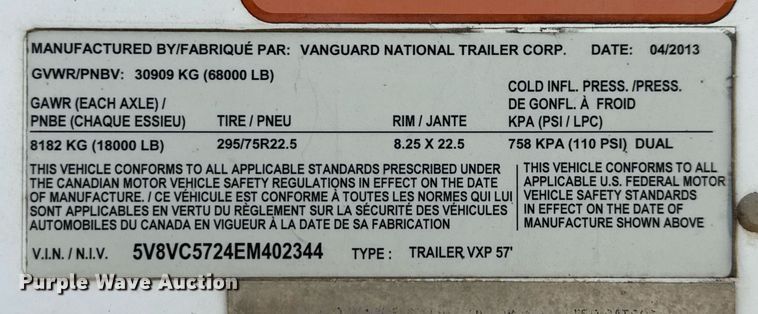 MANUFACTURED BY/FABRIQUÉ PAR: VANGUARD NATIONAL TRAILER CORP. DATE: 04/2013
GVWR/PNBV: 30909 KG (68000 LB)
COLD INFL. PRESS. /PRESS.
GAWR (EACH AXLE) / DE GONFL. À FROID
PNBE (CHAQUE ESSIEU) TIRE / PNEU RIM / JANTE KPA (PSI / LPC)
8182 KG (18000 LB) 295/75R22.5 8.25 X 22.5 758 KPA (110 PSI) DUAL
THIS VEHICLE CONFORMS TO ALL APPLICABLE STANDARDS PRESCRIBED UNDER
THE CANADIAN MOTOR VEHICLE SAFETY REGULATIONS IN EFFECT ON THE DATE
OF MANUFACTURE. / CE VÉHICULE EST CONFORME À TOUTES LES NORMES QUI LUI
SONT APPLICABLES EN VERTU DU RÈGLEMENT SUR LA SÉCURITÉ DES VÉHICULES
AUTOMOBILES DU CANADA EN VIGUEUR À LA DATE DE SA FABRICATION
THIS VEHICLE CONFORMS TO ALL
APPLICABLE U.S. FEDERAL MOTOR
VEHICLE SAFETY STANDARDS
IN EFFECT ON THE DATE OF
MANUFACTURE SHOWN ABOVE
V.I.N. / N.I.V. 5V8VC5724EM402344 TYPE : TRAILER, VXP 57'
Purple Wave Auction